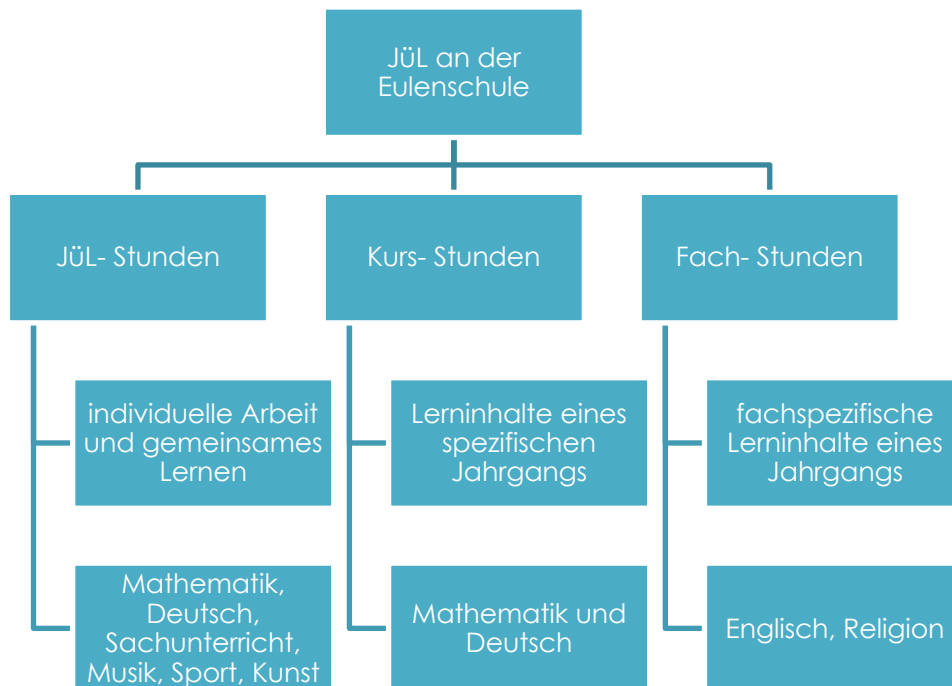 JüL an der
Eulenschule
JüL- Stunden
Kurs- Stunden
Fach- Stunden
individuelle Arbeit
und gemeinsames
Lernen
Lerninhalte eines
spezifischen
Jahrgangs
fachspezifische
Lerninhalte eines
Jahrgangs
Mathematik,
Deutsch,
Sachunterricht,
Musik, Sport, Kunst
Mathematik und
Deutsch
Englisch, Religion